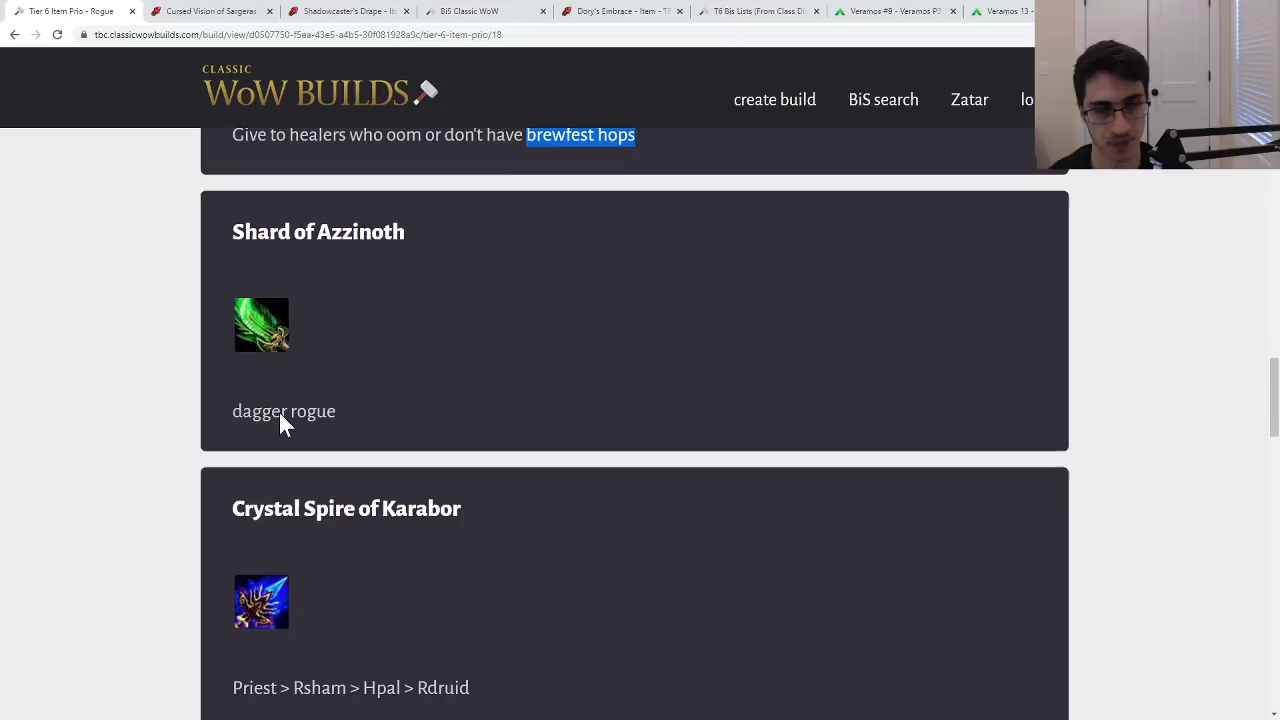 Tier 6 Item Prio - Rogue
Cursed Vision of Sargeras
Shadowcaster's Drape - It
BiS Classic WoW
Dory's Embrace - Item - T
T6 Bis Lists (From Class Di
Veramos #9 - Veramos P3
Veramos 13 -
tbc.classicwowbuilds.com/build/view/d0507750-f5ea-43e5-a4b5-30f081928a9c/tier-6-item-prio/18
CLASSIC
WoW BUILDS
create build
BiS search
Zatar
lo
Give to healers who oom or don't have brewfest hops
Shard of Azzinoth
dagger rogue
Crystal Spire of Karabor
Priest > Rsham > Hpal > Rdruid